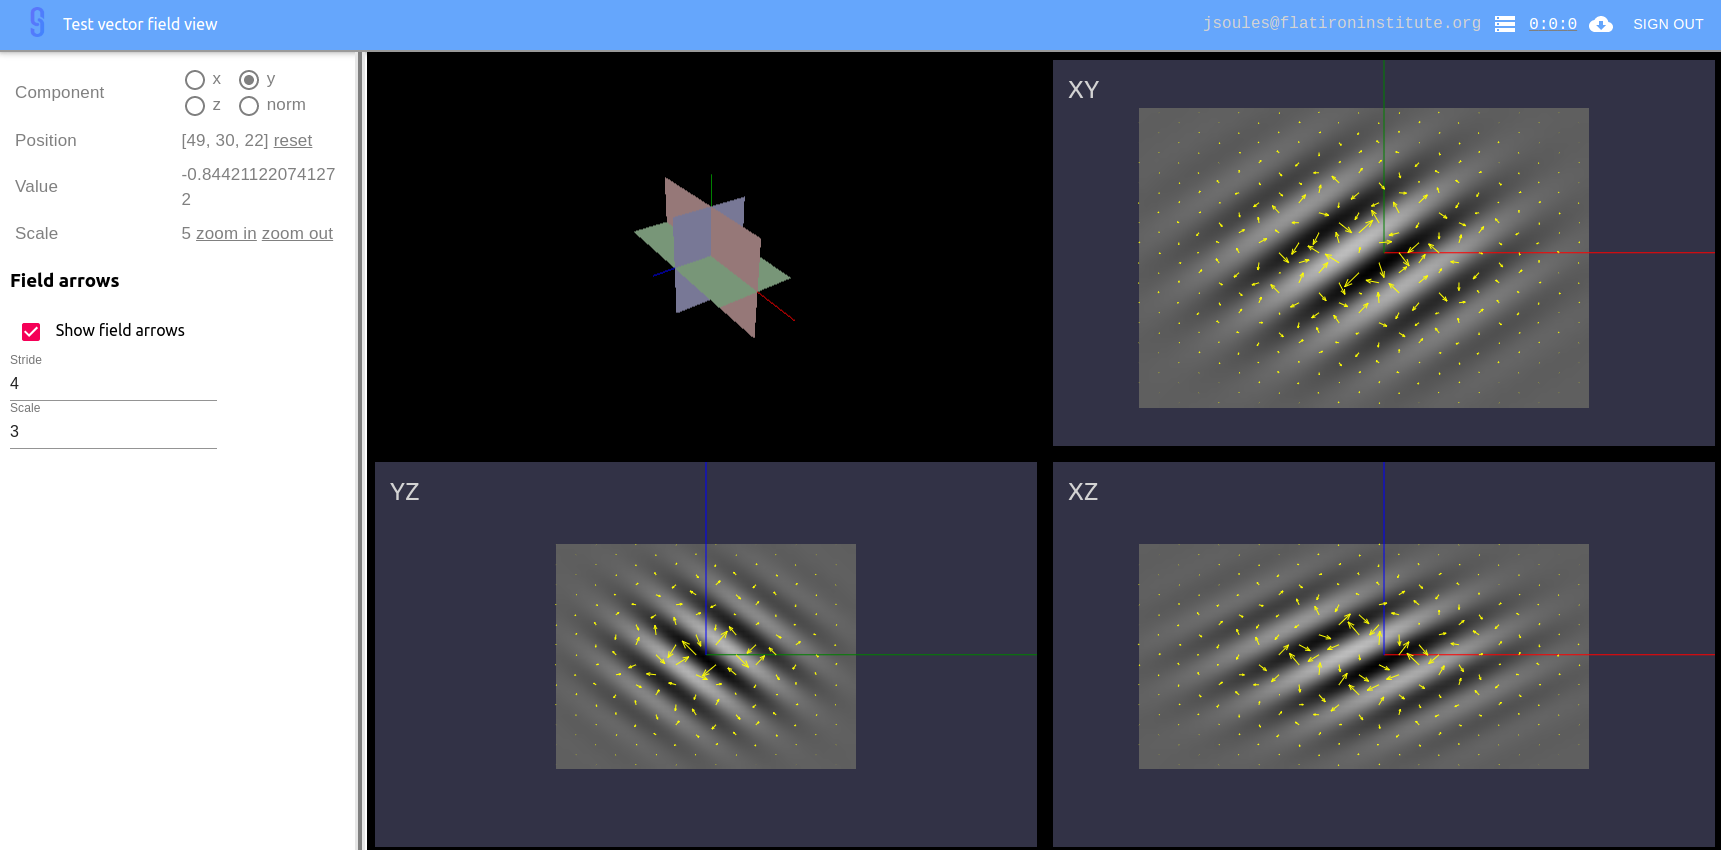 Test vector field view
jsoules@flatironinstitute.org 0:0:0 SIGN OUT
Component
x y
z norm
Position [49, 30, 22] reset
Value -0.84421122074127
2
Scale 5 zoom in zoom out
Field arrows
Show field arrows
Stride
4
Scale
3
XY
YZ
XZ